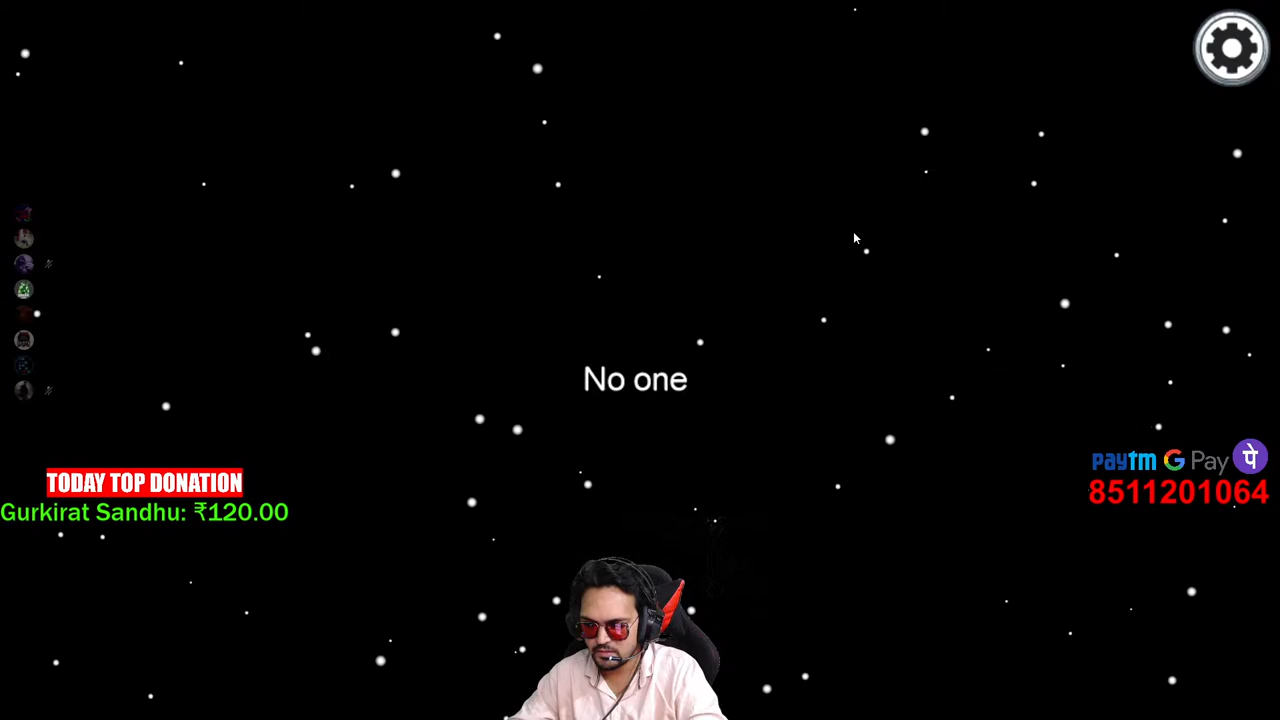 No one
TODAY TOP DONATION
Gurkirat Sandhu: ₹120.00
paytm G Pay पे
8511201064